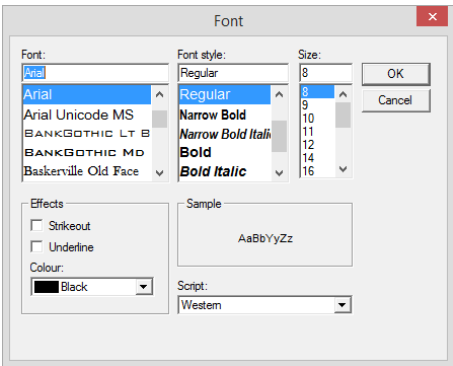 Font
Font:
Font style:
Size:
Arial
Regular
8
OK
Cancel
Arial
Arial Unicode MS
BankGothic Lt B
BankGothic Md
Baskerville Old Face
Regular
Narrow Bold
Narrow Bold Itali
Bold
Bold Italic
8
9
10
11
12
14
16
Effects
Strikeout
Underline
Colour:
Black
Sample
AaBbYyZz
Script:
Western